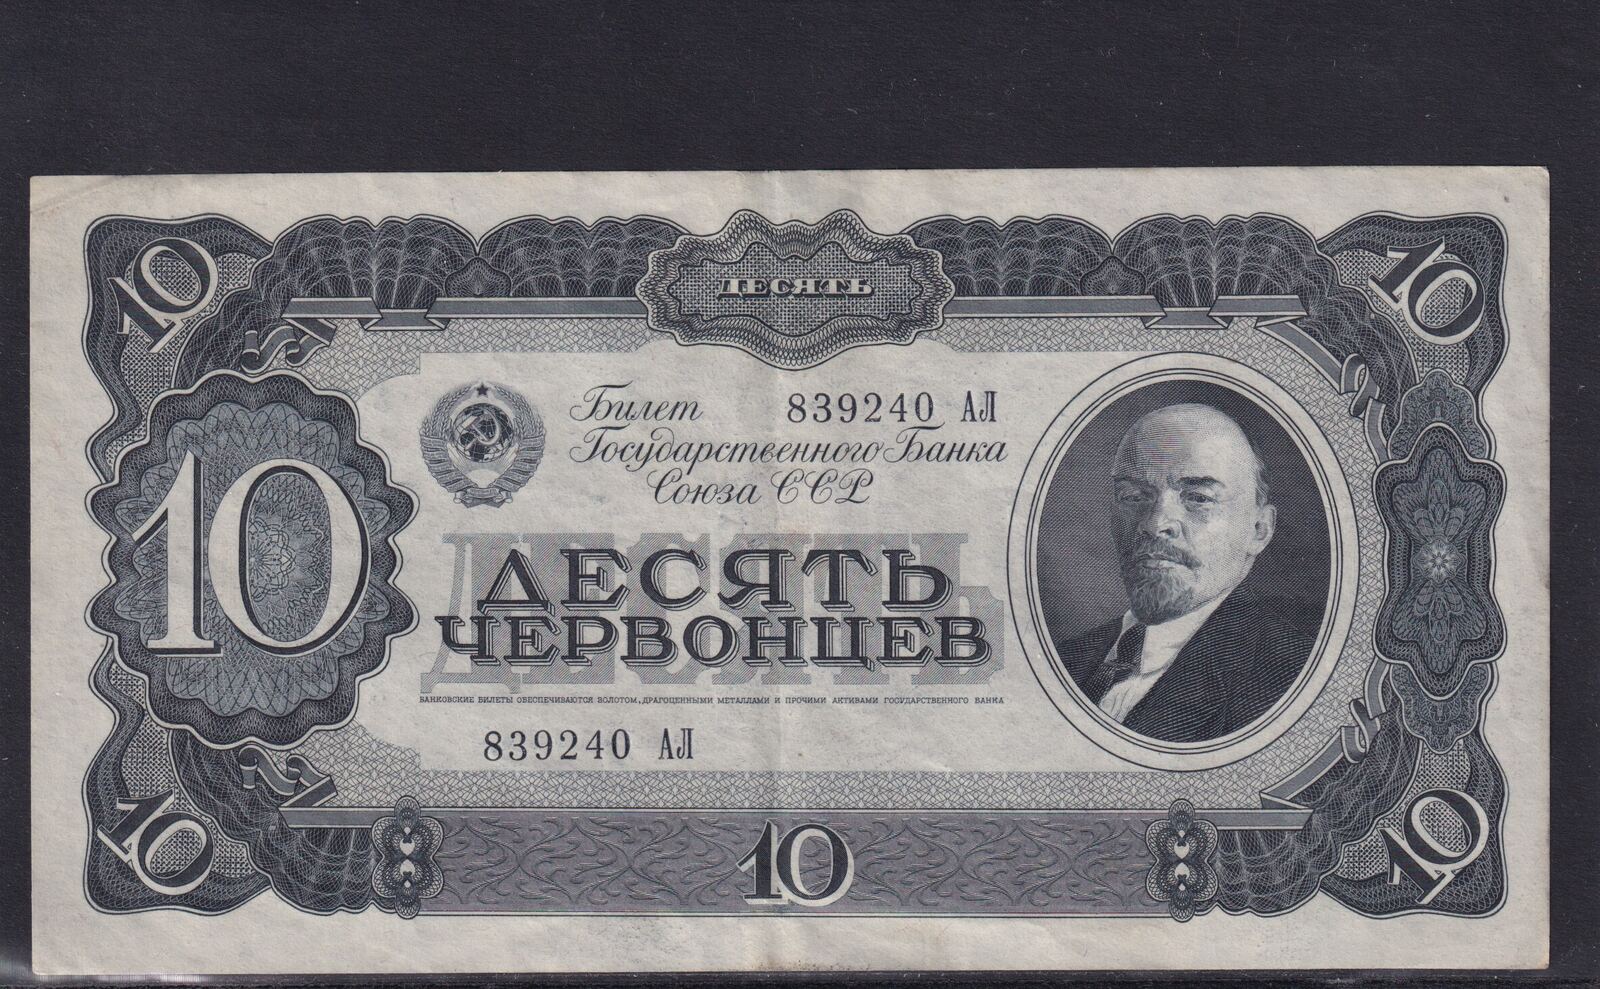 10
10
ДЕСЯТЬ
Билет 839240 АЛ
Государственного Банка
Союза ССР
10
ДЕСЯТЬ
ДЕСЯТЬ
ЧЕРВОНЦЕВ
БАНКОВСКИЕ БИЛЕТЫ ОБЕСПЕЧИВАЮТСЯ ЗОЛОТОМ, ДРАГОЦЕННЫМИ МЕТАЛЛАМИ И ПРОЧИМИ АКТИВАМИ ГОСУДАРСТВЕННОГО БАНКА
839240 АЛ
10
10
10